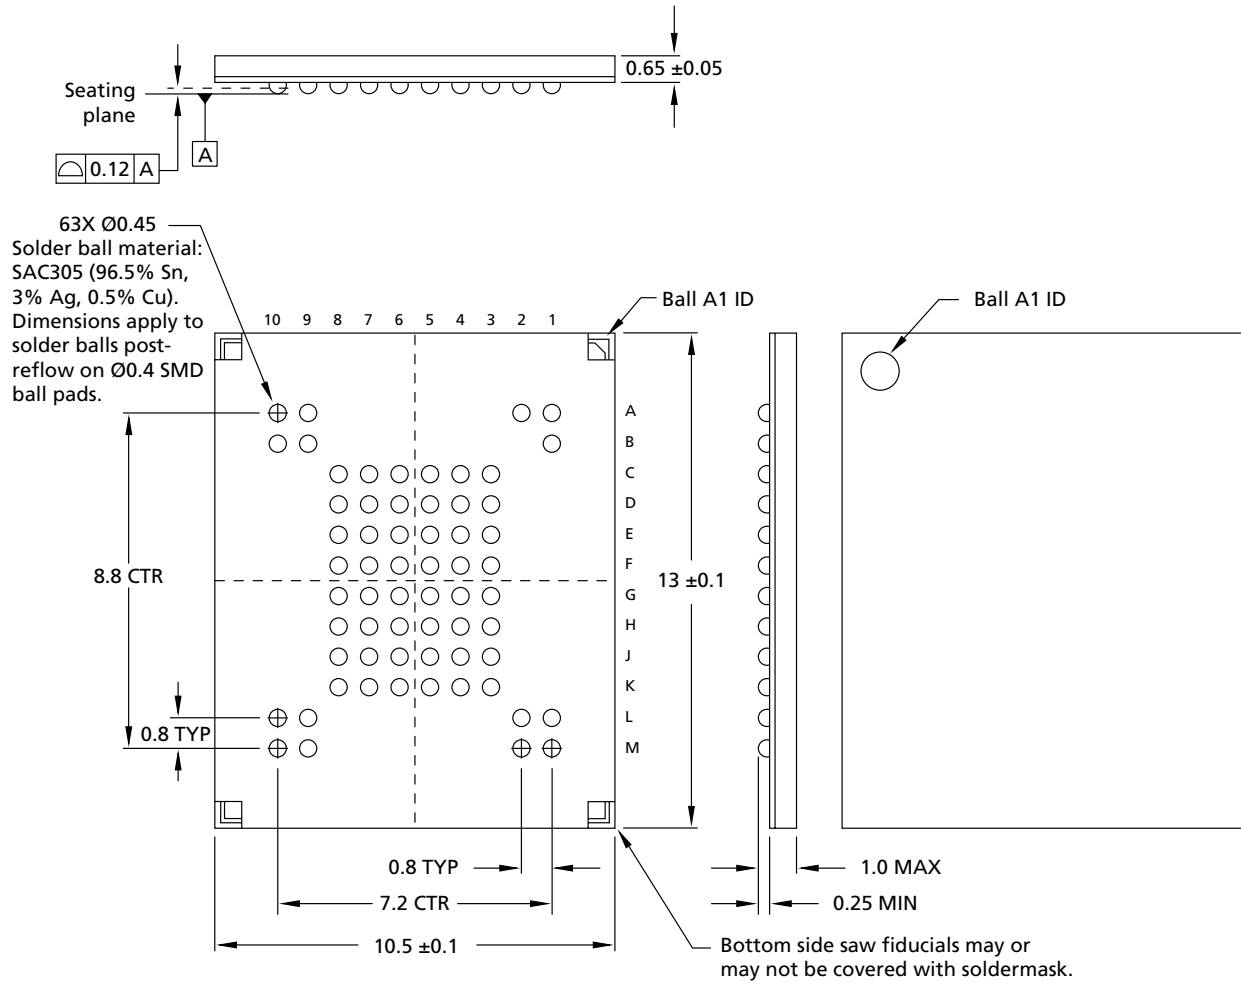 0.65 ±0.05
Seating
plane
A
0.12 A
63X Ø0.45
Solder ball material:
SAC305 (96.5% Sn,
3% Ag, 0.5% Cu).
Dimensions apply to
solder balls post-
reflow on Ø0.4 SMD
ball pads.
Ball A1 ID
Ball A1 ID
10 9 8 7 6 5 4 3 2 1
A
B
C
D
E
F
G
H
J
K
L
M
8.8 CTR
13 ±0.1
0.8 TYP
0.8 TYP
1.0 MAX
7.2 CTR
0.25 MIN
10.5 ±0.1
Bottom side saw fiducials may or
may not be covered with soldermask.